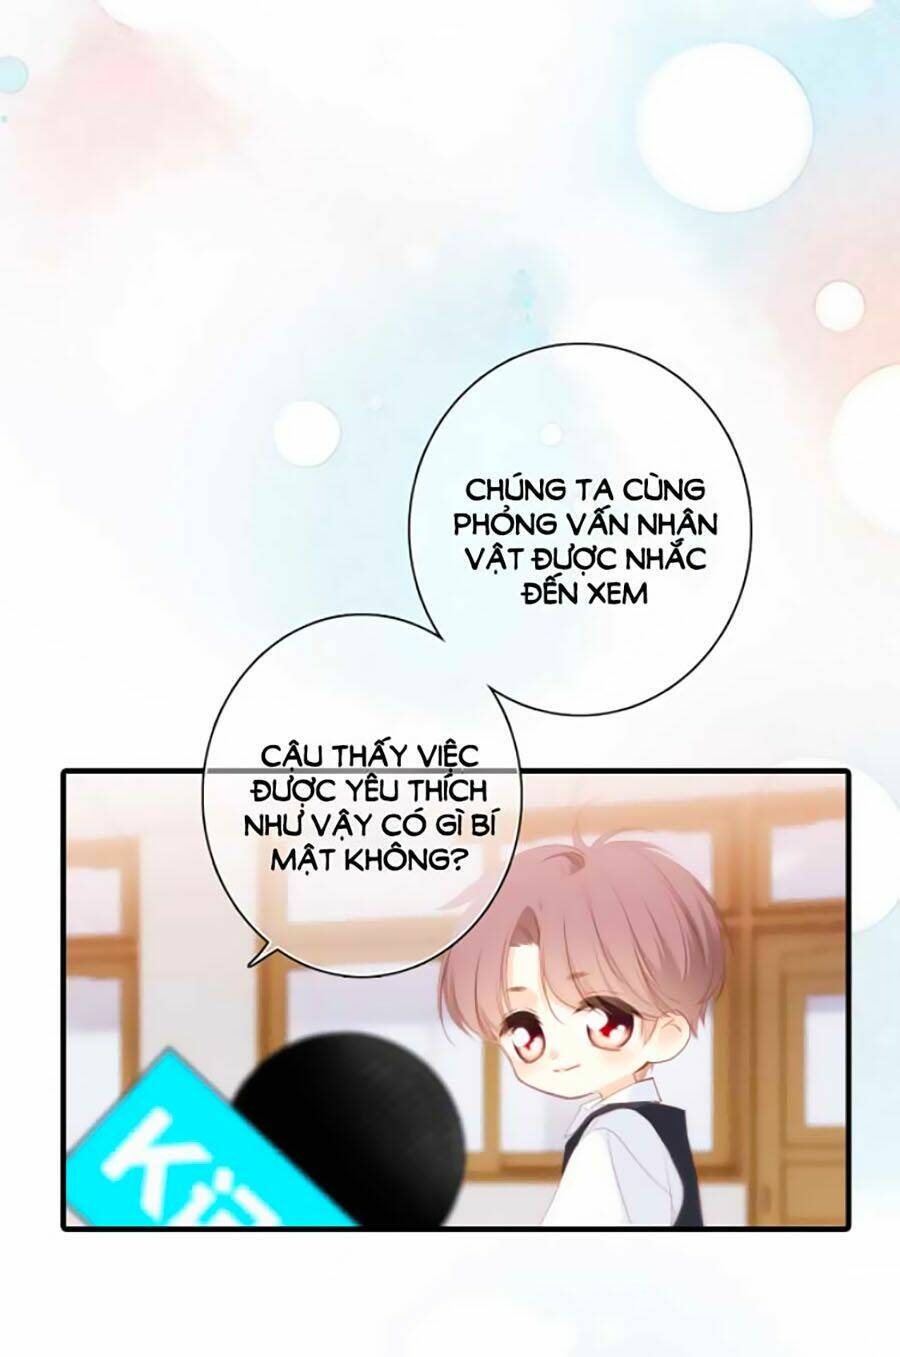 CHÚNG TA CÙNG
PHỎNG VẤN NHÂN
VẬT ĐƯỢC NHẮC
ĐẾN XEM
CẬU THẤY VIỆC
ĐƯỢC YÊU THÍCH
NHƯ VẬY CÓ GÌ BÍ
MẬT KHÔNG?